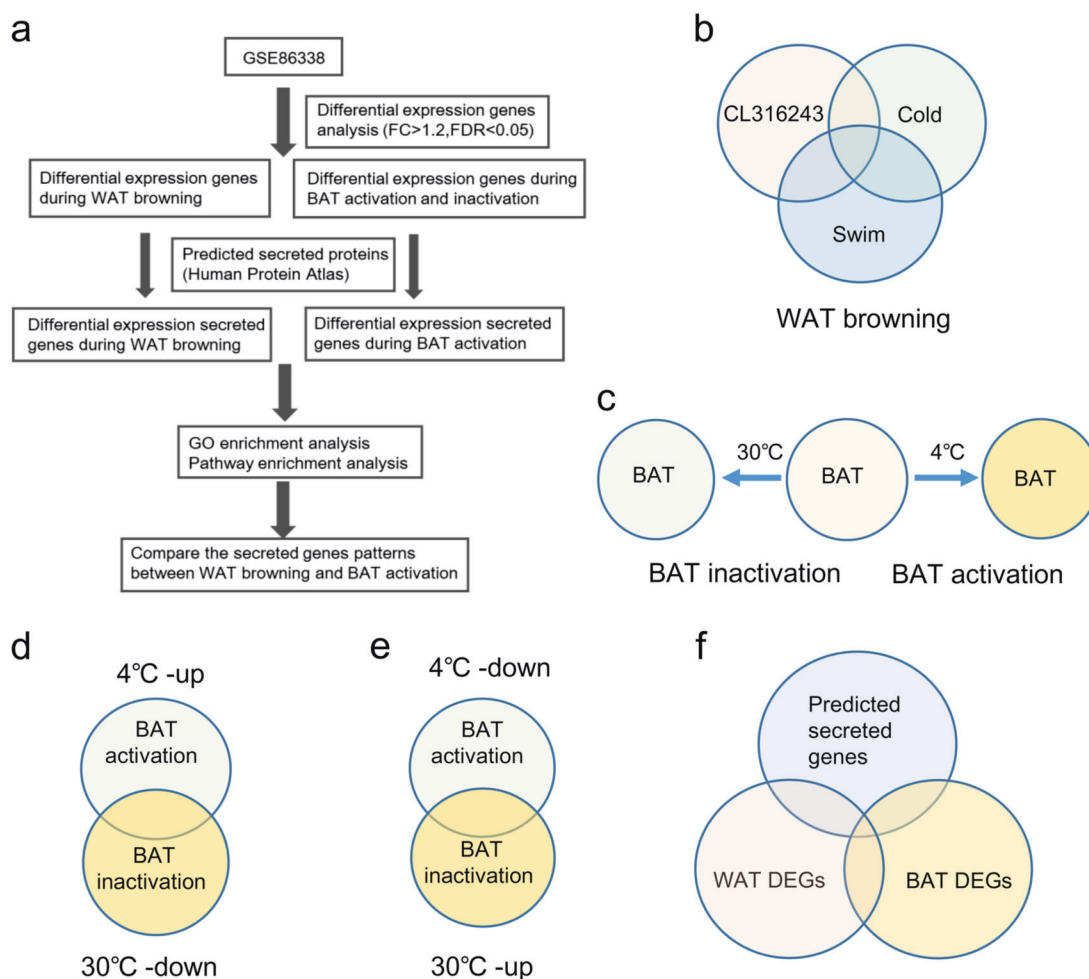 a
GSE86338
Differential expression genes
analysis (FC>1.2,FDR<0.05)
Differential expression genes
during WAT browning
Differential expression genes during
BAT activation and inactivation
Predicted secreted proteins
(Human Protein Atlas)
Differential expression secreted
genes during WAT browning
Differential expression secreted
genes during BAT activation
GO enrichment analysis
Pathway enrichment analysis
Compare the secreted genes patterns
between WAT browning and BAT activation
b
CL316243
Cold
Swim
WAT browning
c
BAT
30℃
BAT
4℃
BAT
BAT inactivation
BAT activation
d
4℃ -up
BAT
activation
BAT
inactivation
30℃ -down
e
4℃ -down
BAT
activation
BAT
inactivation
30℃ -up
f
Predicted
secreted
genes
WAT DEGs
BAT DEGs